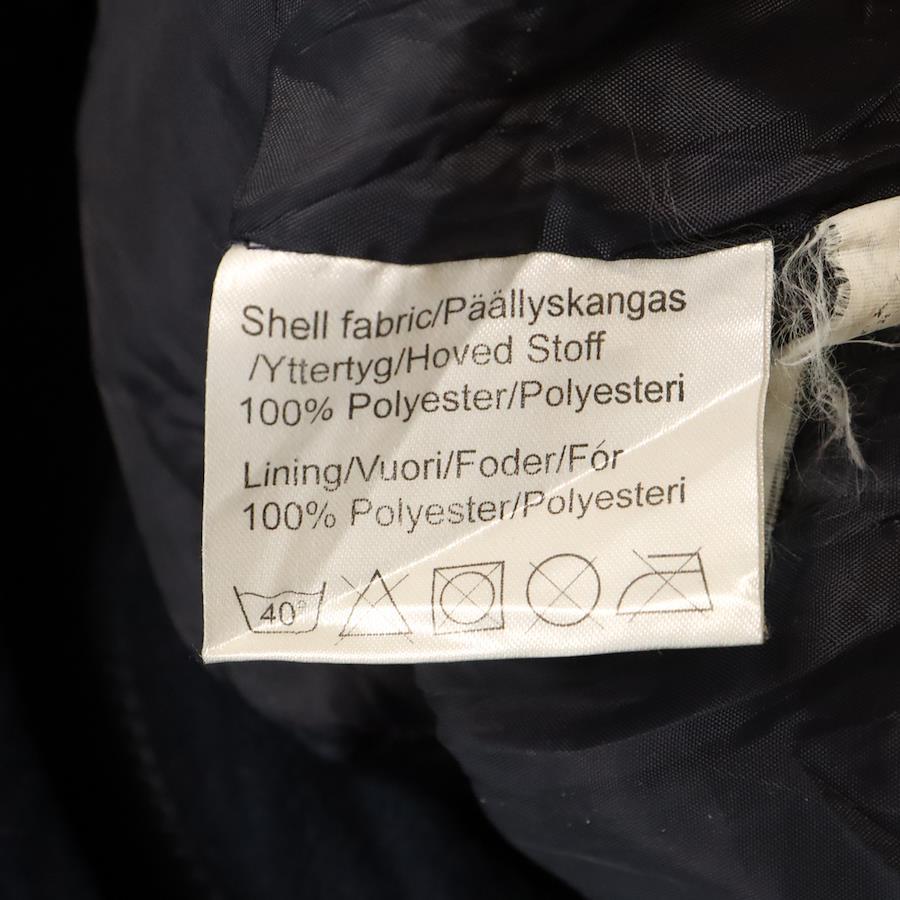 Shell fabric/Päällyskangas
/Yttertyg/Hoved Stoff
100% Polyester/Polyesteri
Lining/Vuori/Foder/Fór
100% Polyester/Polyesteri
40°